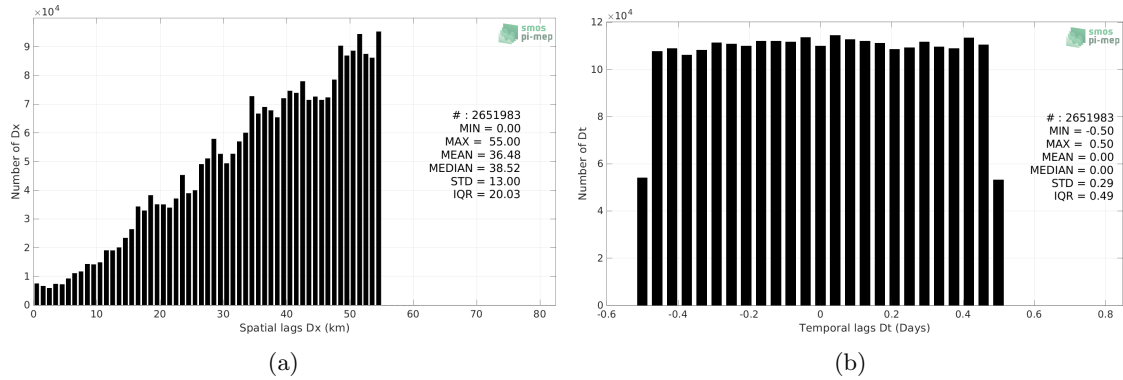 ×10⁴
9
8
7
6
5
4
3
2
1
0
Number of Dx
0 10 20 30 40 50 60 70 80
Spatial lags Dx (km)
smos
pi-mep
# : 2651983
MIN = 0.00
MAX = 55.00
MEAN = 36.48
MEDIAN = 38.52
STD = 13.00
IQR = 20.03
(a)
12 ×10⁴
10
8
6
4
2
0
Number of Dt
-0.6 -0.4 -0.2 0 0.2 0.4 0.6 0.8
Temporal lags Dt (Days)
smos
pi-mep
# : 2651983
MIN = -0.50
MAX = 0.50
MEAN = 0.00
MEDIAN = 0.00
STD = 0.29
IQR = 0.49
(b)